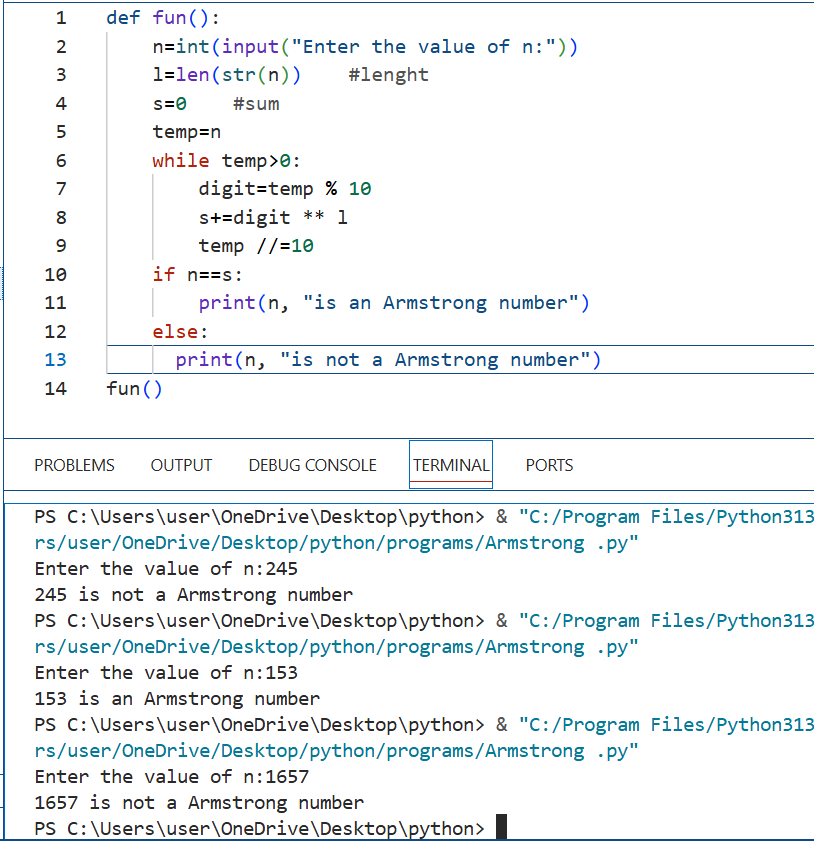 1 def fun():
2     n=int(input("Enter the value of n:"))
3     l=len(str(n))    #lenght
4     s=0    #sum
5     temp=n
6     while temp>0:
7         digit=temp % 10
8         s+=digit ** l
9         temp //=10
10     if n==s:
11         print(n, "is an Armstrong number")
12     else:
13       print(n, "is not a Armstrong number")
14 fun()
PROBLEMS OUTPUT DEBUG CONSOLE TERMINAL PORTS
PS C:\Users\user\OneDrive\Desktop\python> & "C:/Program Files/Python313
rs/user/OneDrive/Desktop/python/programs/Armstrong .py"
Enter the value of n:245
245 is not a Armstrong number
PS C:\Users\user\OneDrive\Desktop\python> & "C:/Program Files/Python313
rs/user/OneDrive/Desktop/python/programs/Armstrong .py"
Enter the value of n:153
153 is an Armstrong number
PS C:\Users\user\OneDrive\Desktop\python> & "C:/Program Files/Python313
rs/user/OneDrive/Desktop/python/programs/Armstrong .py"
Enter the value of n:1657
1657 is not a Armstrong number
PS C:\Users\user\OneDrive\Desktop\python>